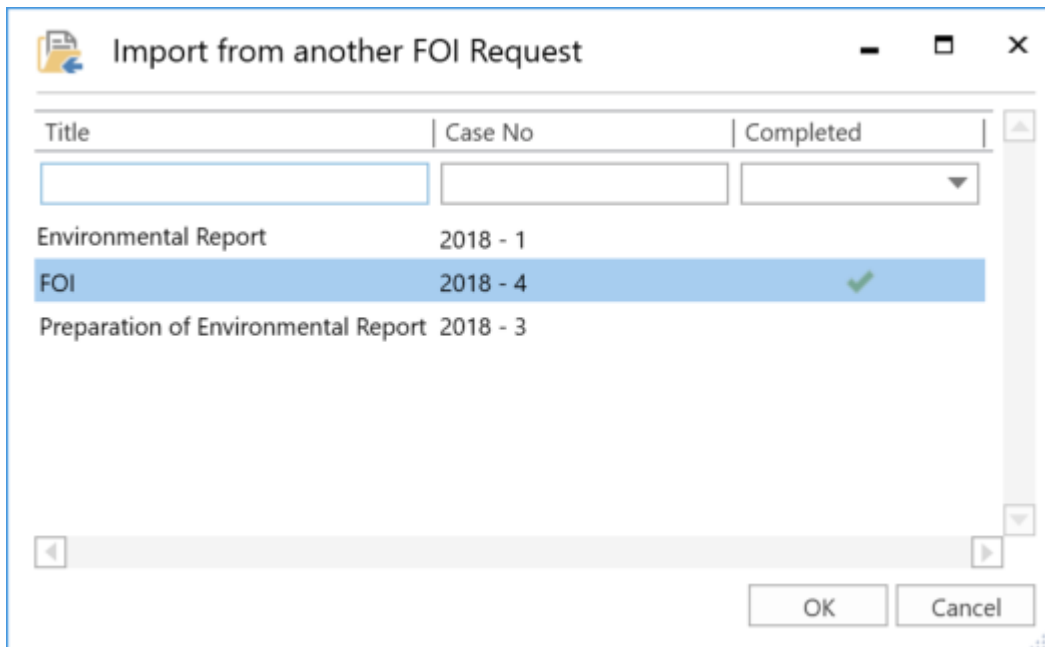 Import from another FOI Request
Title Case No Completed
Environmental Report 2018 - 1
FOI 2018 - 4
Preparation of Environmental Report 2018 - 3
OK Cancel